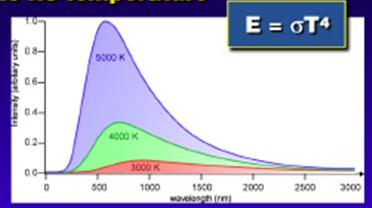 E = σT⁴
Intensity (arbitrary units)
1.0
0.8
0.6
0.4
0.2
0.0
5000 K
4000 K
3000 K
0 500 1000 1500 2000 2500 3000
wavelength (nm)